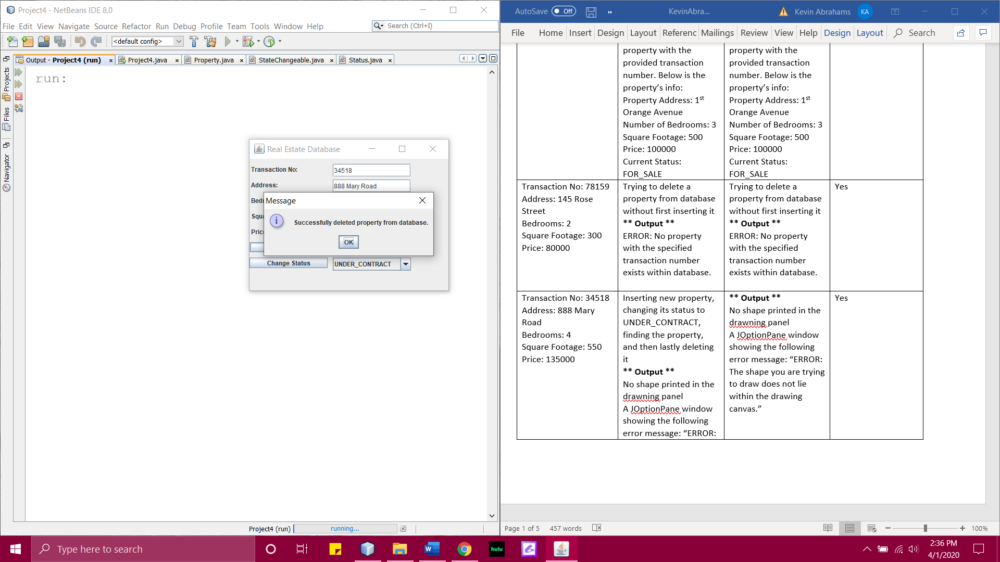 Project4 - NetBeans IDE 8.0
File Edit View Navigate Source Refactor Run Debug Profile Team Tools Window Help
Search (Ctrl+I)
<default config>
Output - Project4 (run)
Project4.java
Property.java
StateChangeable.java
Status.java
Projects
Files
Navigator
run:
Real Estate Database
Transaction No:
34518
Address:
888 Mary Road
Message
Successfully deleted property from database.
OK
Change Status
UNDER_CONTRACT
Project4 (run)
running...
AutoSave
Off
KevinAbra...
Kevin Abrahams
KA
File Home Insert Design Layout Referenc Mailings Review View Help Design Layout Search
property with the
provided transaction
number. Below is the
property’s info:
Property Address: 1st
Orange Avenue
Number of Bedrooms: 3
Square Footage: 500
Price: 100000
Current Status:
FOR_SALE
property with the
provided transaction
number. Below is the
property’s info:
Property Address: 1st
Orange Avenue
Number of Bedrooms: 3
Square Footage: 500
Price: 100000
Current Status:
FOR_SALE
Transaction No: 78159
Address: 145 Rose
Street
Bedrooms: 2
Square Footage: 300
Price: 80000
Trying to delete a
property from database
without first inserting it
** Output **
ERROR: No property
with the specified
transaction number
exists within database.
Trying to delete a
property from database
without first inserting it
** Output **
ERROR: No property
with the specified
transaction number
exists within database.
Yes
Transaction No: 34518
Address: 888 Mary
Road
Bedrooms: 4
Square Footage: 550
Price: 135000
Inserting new property,
changing its status to
UNDER_CONTRACT,
finding the property,
and then lastly deleting
it
** Output **
No shape printed in the
drawning panel
A JOptionPane window
showing the following
error message: “ERROR:
** Output **
No shape printed in the
drawning panel
A JOptionPane window
showing the following
error message: “ERROR:
The shape you are trying
to draw does not lie
within the drawing
canvas.”
Yes
Page 1 of 5
457 words
100%
Type here to search
hulu
2:36 PM
4/1/2020